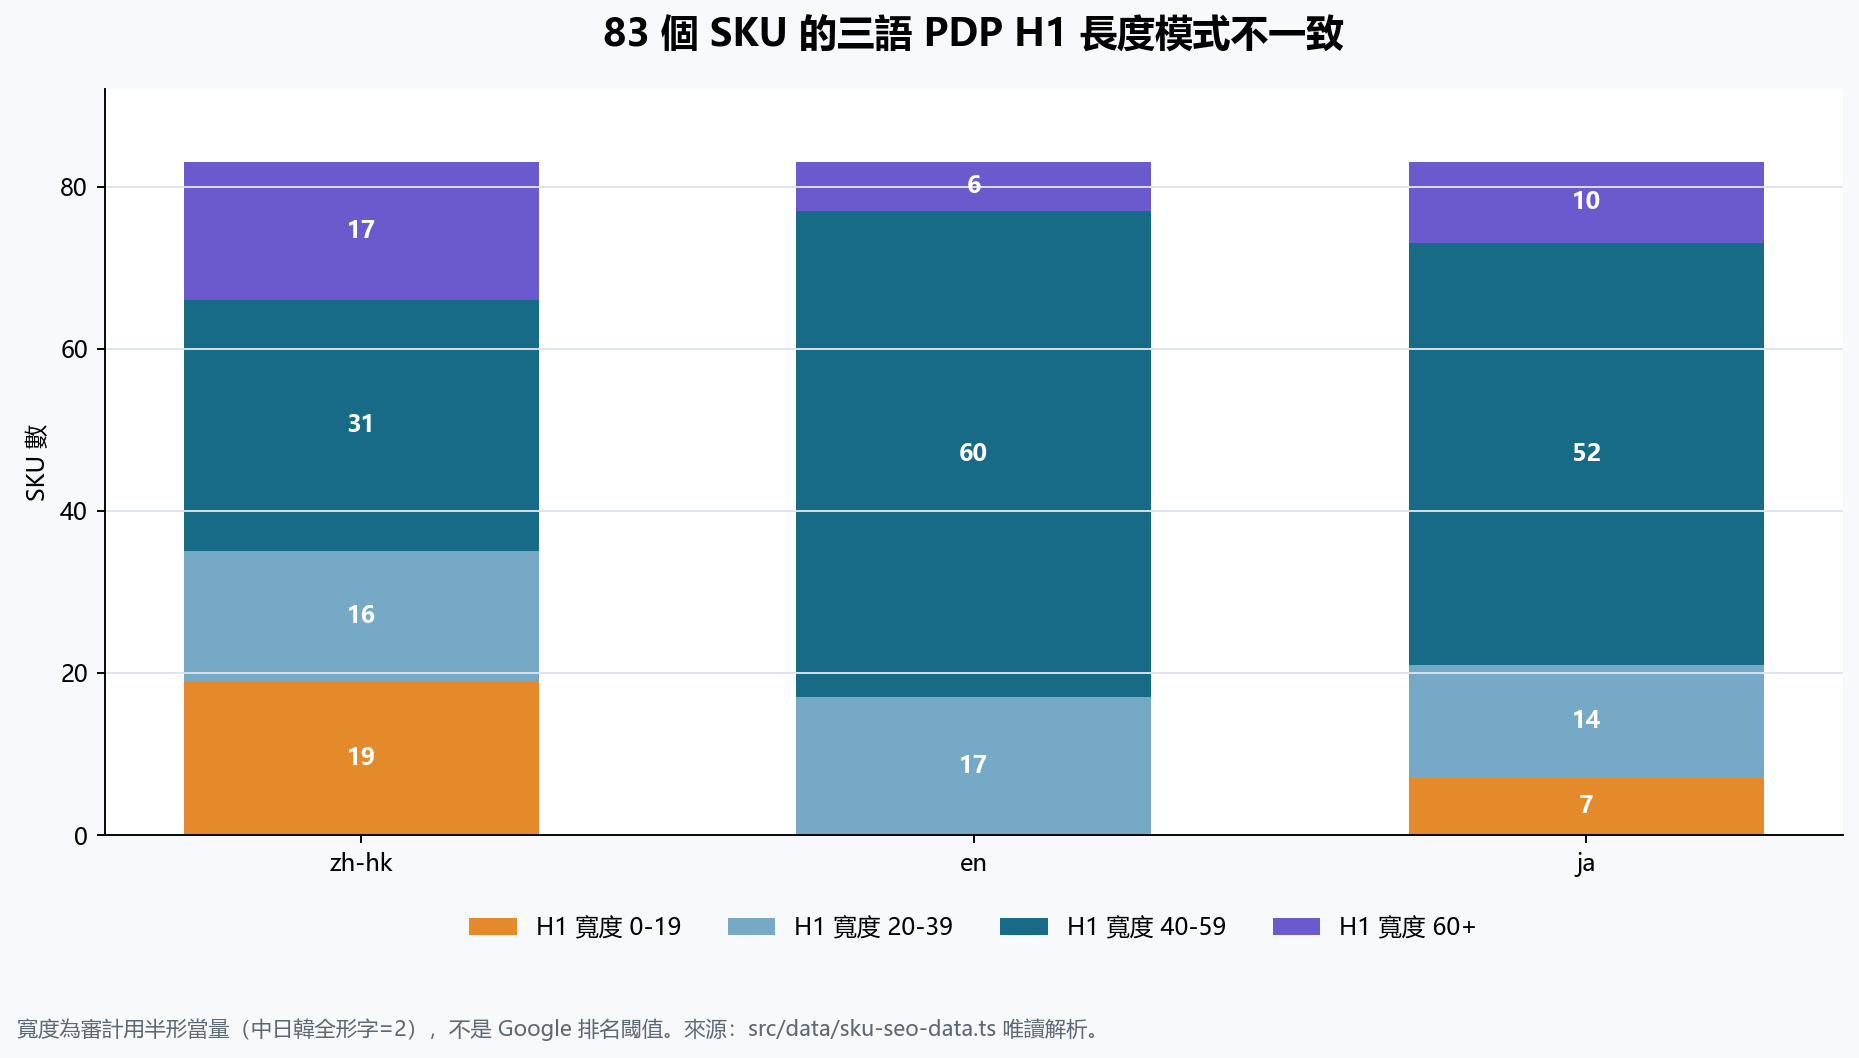 83 個 SKU 的三語 PDP H1 長度模式不一致
SKU 數
80
60
40
20
0
17
31
16
19
6
60
17
10
52
14
7
zh-hk
en
ja
H1 寬度 0-19
H1 寬度 20-39
H1 寬度 40-59
H1 寬度 60+
寬度為審計用半形當量（中日韓全形字=2），不是 Google 排名閾值。來源：src/data/sku-seo-data.ts 唯讀解析。